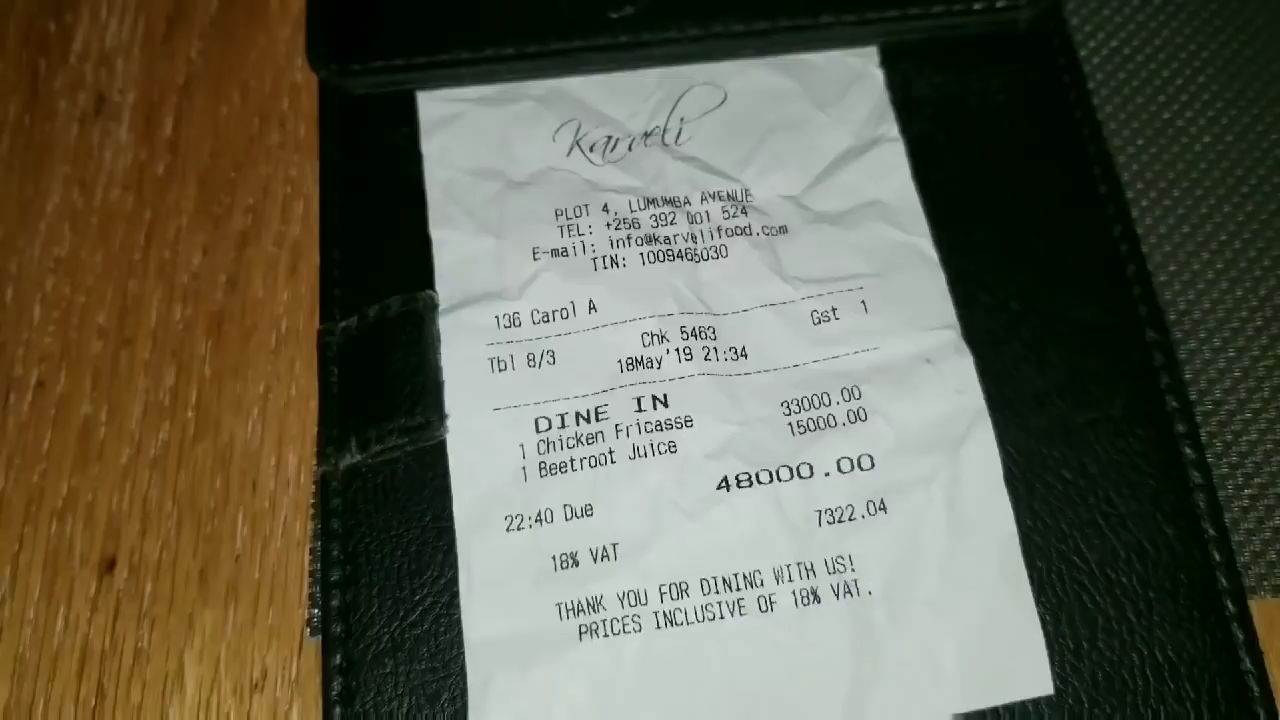 Karveli
PLOT 4, LUMUMBA AVENUE
TEL: +256 392 001 524
E-mail: info@karvelifood.com
TIN: 1009465030
136 Carol A
Tbl 8/3 Chk 5463 Gst 1
18May'19 21:34
DINE IN
1 Chicken Fricasse 33000.00
1 Beetroot Juice 15000.00
22:40 Due 48000.00
18% VAT 7322.04
THANK YOU FOR DINING WITH US!
PRICES INCLUSIVE OF 18% VAT.